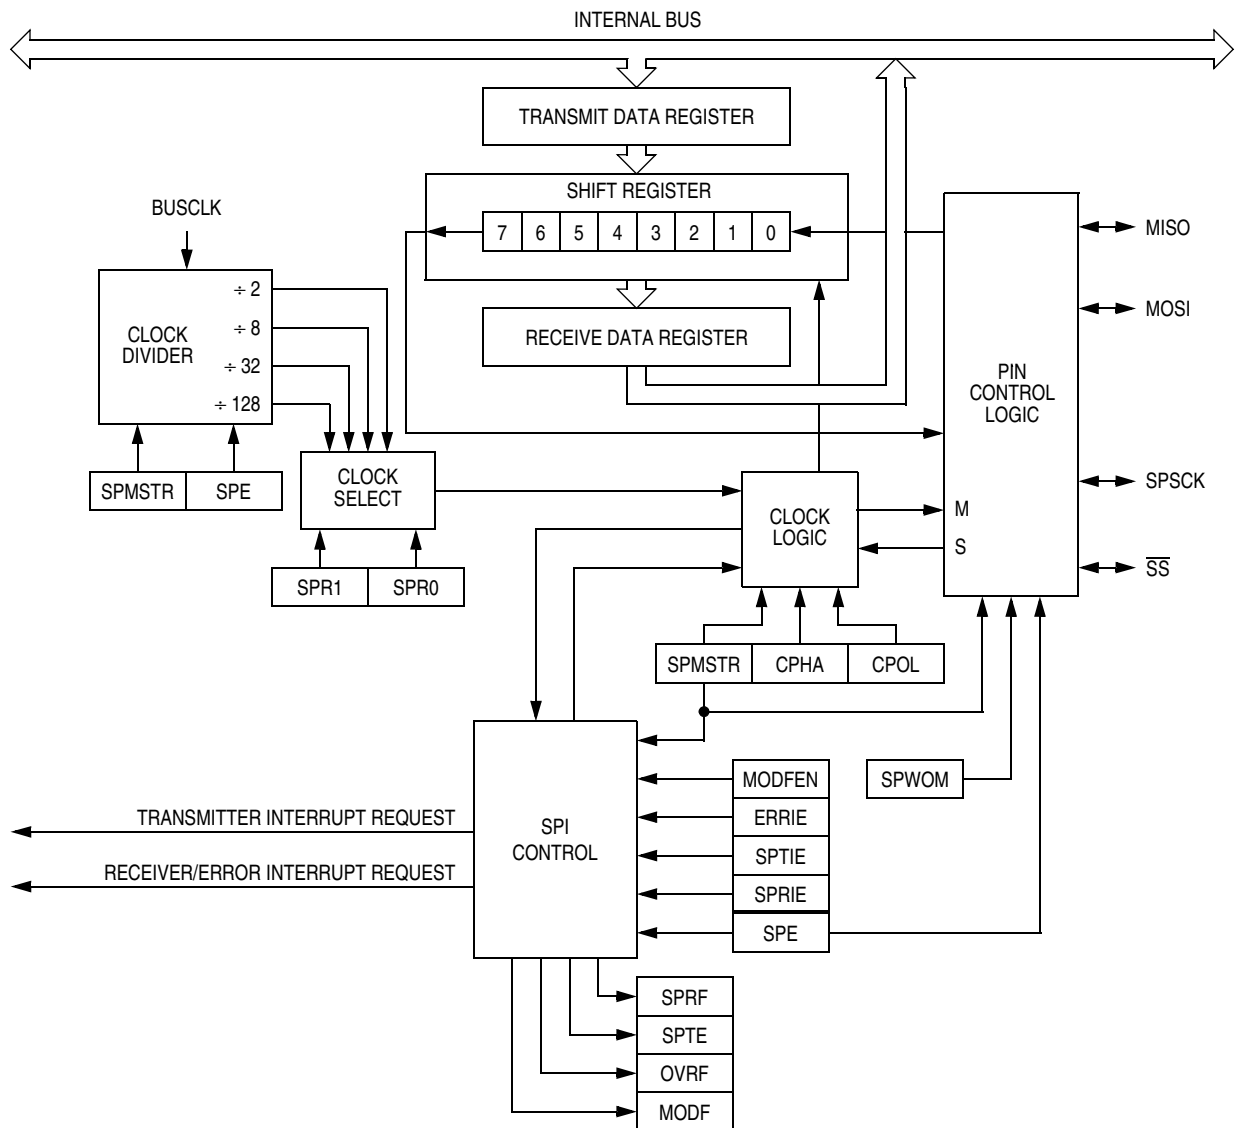 INTERNAL BUS
TRANSMIT DATA REGISTER
SHIFT REGISTER
7 6 5 4 3 2 1 0
BUSCLK
÷ 2
÷ 8
÷ 32
÷ 128
CLOCK
DIVIDER
RECEIVE DATA REGISTER
MISO
MOSI
PIN
CONTROL
LOGIC
SPMSTR SPE
CLOCK
SELECT
SPSCK
M
S
CLOCK
LOGIC
SS
SPR1 SPR0
SPMSTR CPHA CPOL
MODFEN
SPWOM
ERRIE
SPTIE
SPRIE
SPE
TRANSMITTER INTERRUPT REQUEST
SPI
CONTROL
RECEIVER/ERROR INTERRUPT REQUEST
SPRF
SPTE
OVRF
MODF